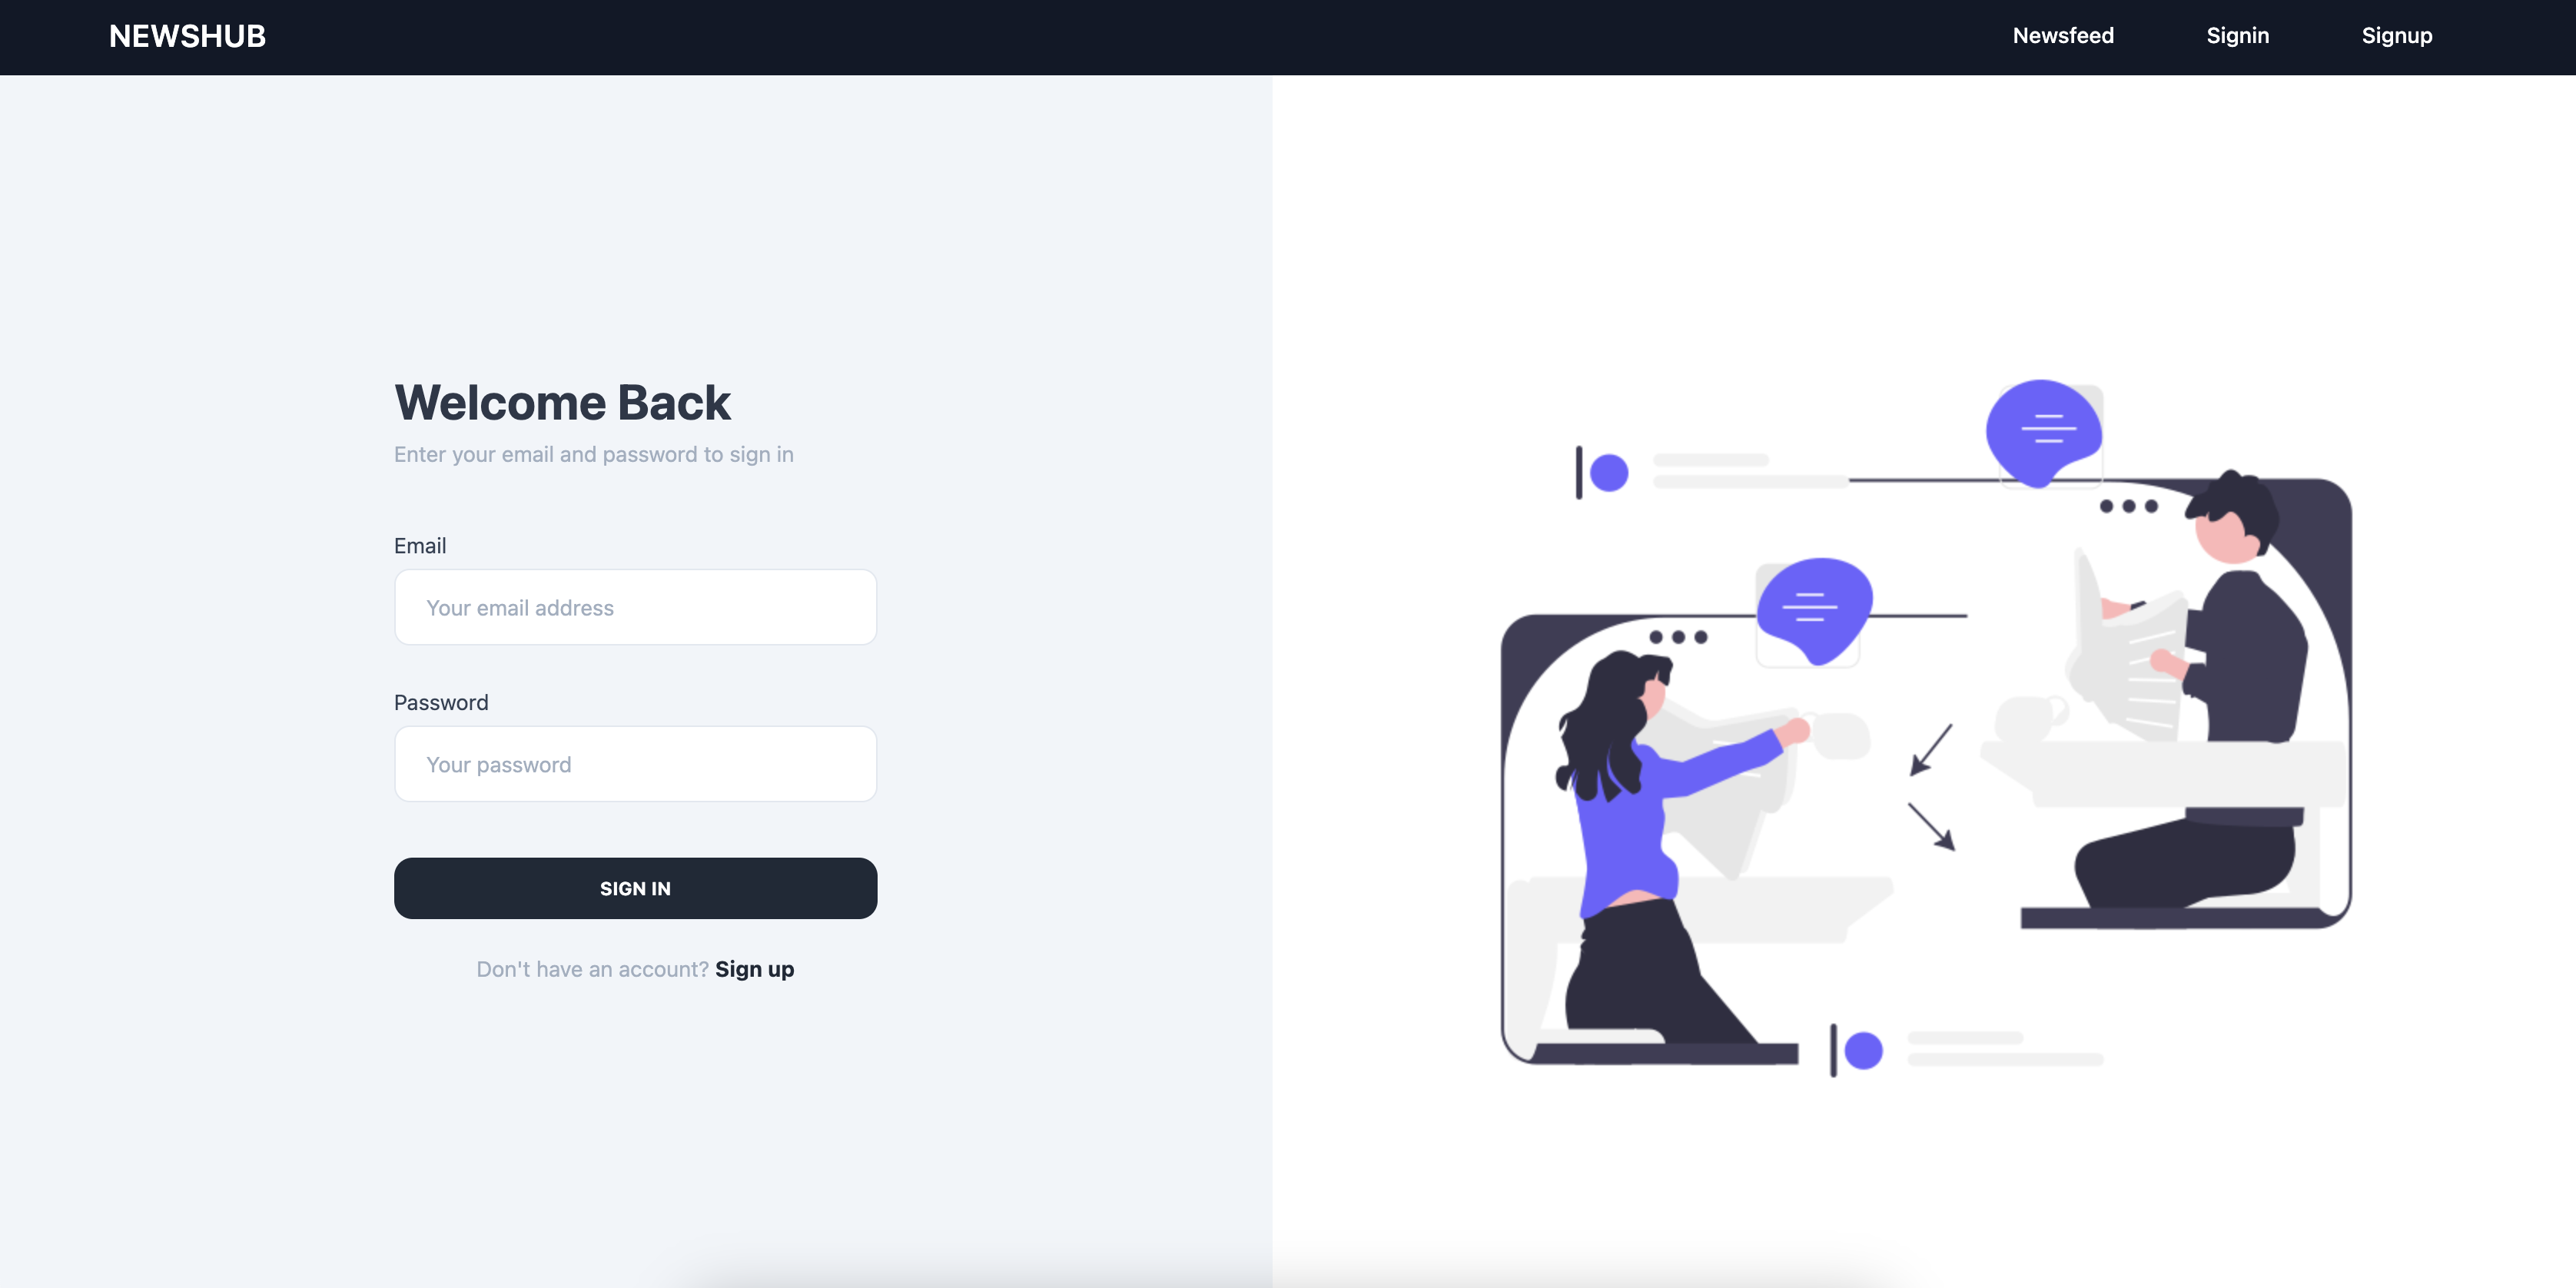 NEWSHUB
Newsfeed
Signin
Signup
Welcome Back
Enter your email and password to sign in
Email
Your email address
Password
Your password
SIGN IN
Don't have an account? Sign up